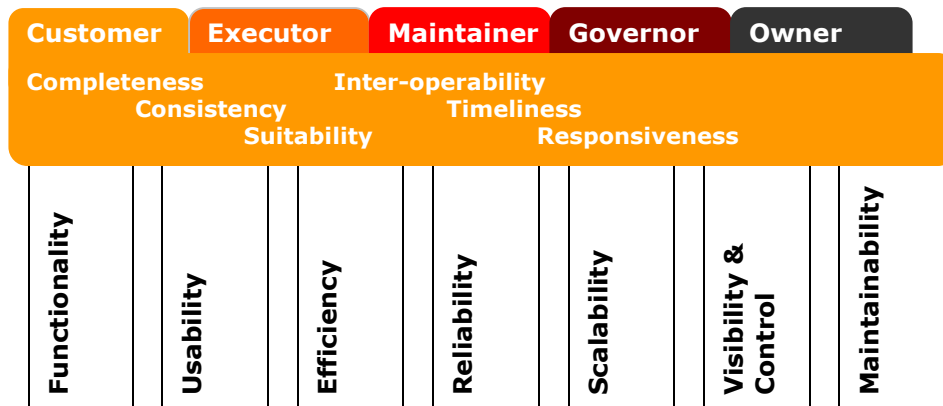 Customer Executor Maintainer Governor Owner
Completeness Inter-operability
Consistency Timeliness
Suitability Responsiveness
Functionality
Usability
Efficiency
Reliability
Scalability
Visibility &
Control
Maintainability